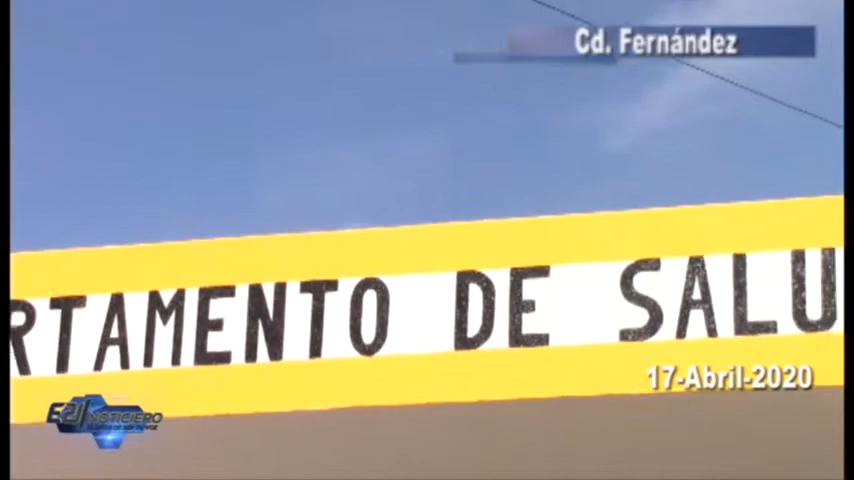 Cd. Fernández
RTAMENTO DE SALU
17-Abril-2020
NOTICIERO